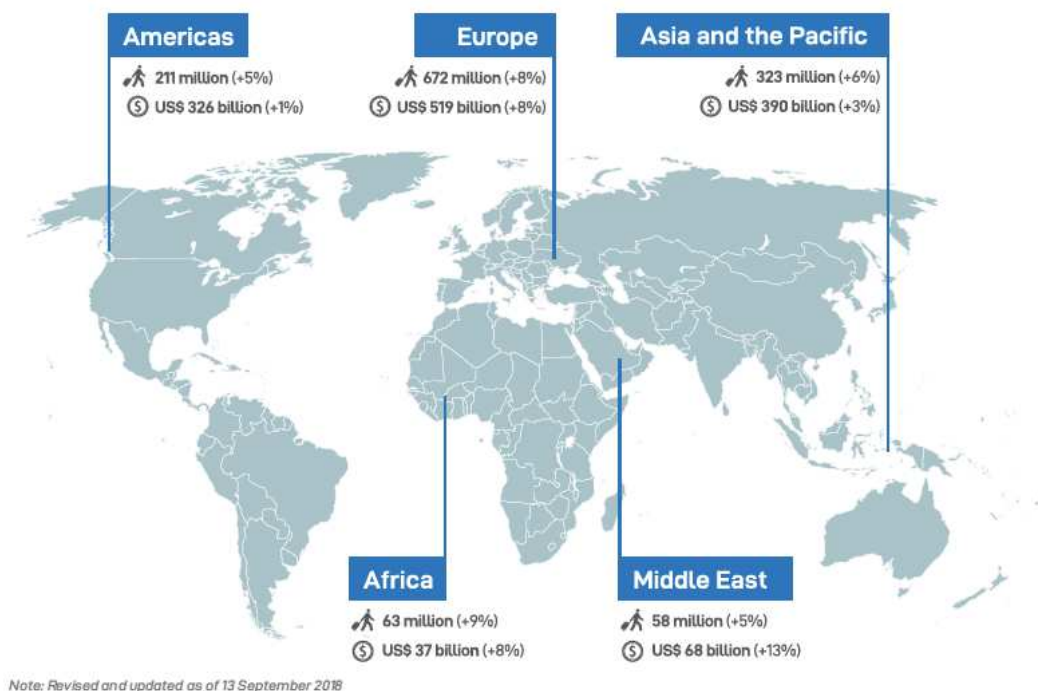 Americas
211 million (+5%)
US$ 326 billion (+1%)
Europe
672 million (+8%)
US$ 519 billion (+8%)
Asia and the Pacific
323 million (+6%)
US$ 390 billion (+3%)
Africa
63 million (+9%)
US$ 37 billion (+8%)
Middle East
58 million (+5%)
US$ 68 billion (+13%)
Note: Revised and updated as of 13 September 2018